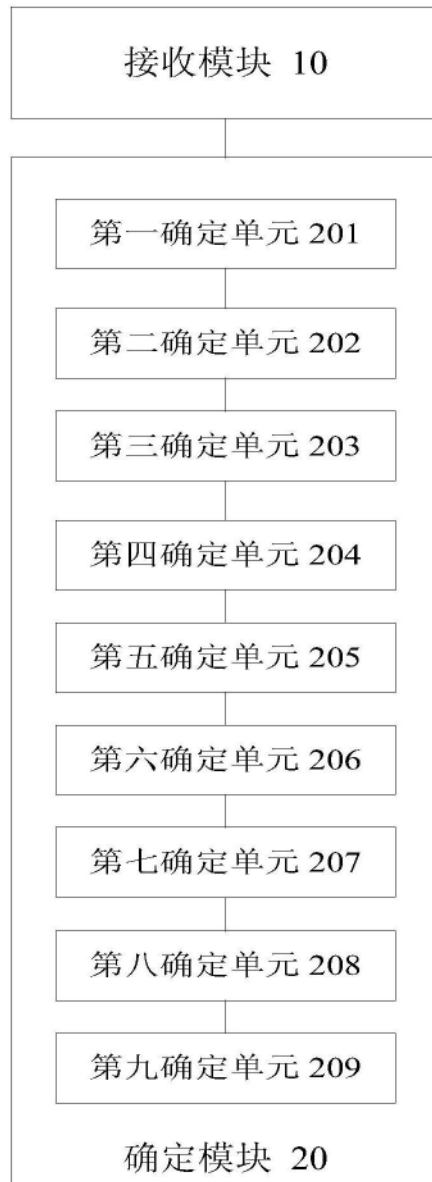 接收模块 10
第一确定单元 201
第二确定单元 202
第三确定单元 203
第四确定单元 204
第五确定单元 205
第六确定单元 206
第七确定单元 207
第八确定单元 208
第九确定单元 209
确定模块 20